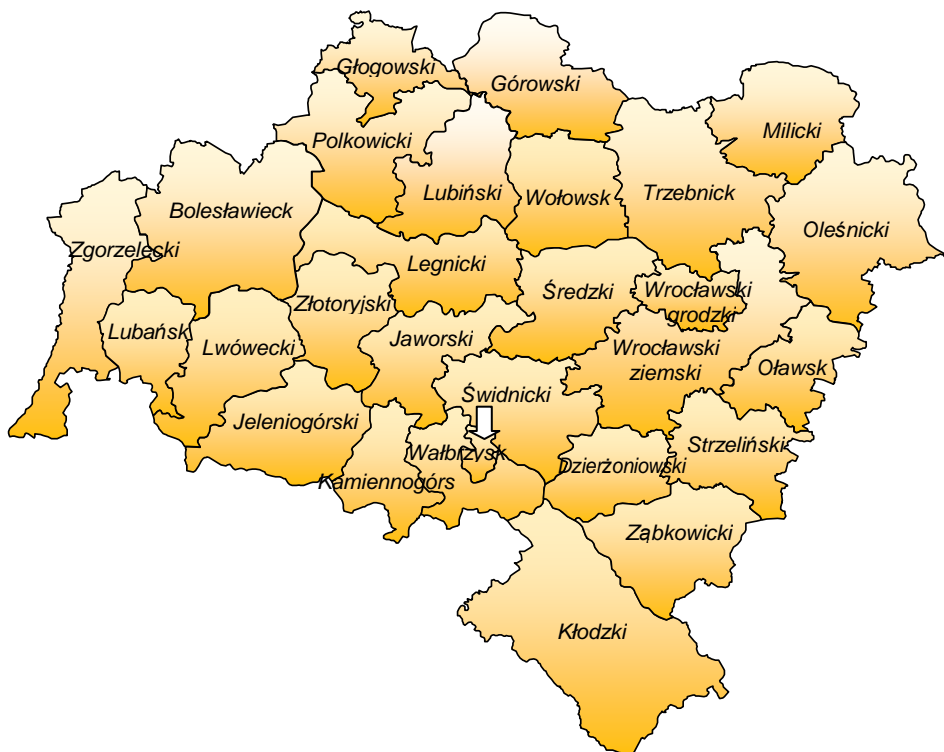 Głogowski
Górowski
Polkowicki
Milicki
Lubiński
Wołowsk
Trzebnick
Bolesławieck
Oleśnicki
Zgorzelecki
Legnicki
Średzki
Wrocławski
grodzki
Złotoryjski
Lubańsk
Lwówecki
Jaworski
Wrocławski
ziemski
Oławsk
Świdnicki
Jeleniogórski
Strzeliński
Wałbrzysk
Dzierżoniowski
Kamiennogórs
Ząbkowicki
Kłodzki